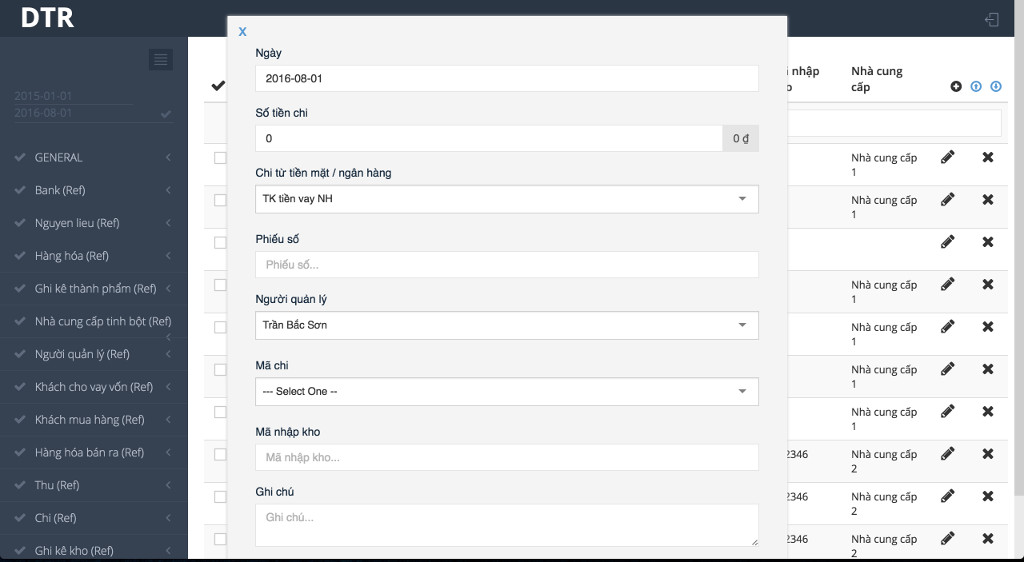 DTR
2015-01-01
2016-08-01
GENERAL
Bank (Ref)
Nguyen lieu (Ref)
Hàng hóa (Ref)
Ghi kê thành phẩm (Ref)
Nhà cung cấp tinh bột (Ref)
Người quản lý (Ref)
Khách cho vay vốn (Ref)
Khách mua hàng (Ref)
Hàng hóa bán ra (Ref)
Thu (Ref)
Chi (Ref)
Ghi kê kho (Ref)
X
Ngày
2016-08-01
Số tiền chi
0
0 ₫
Chi từ tiền mặt / ngân hàng
TK tiền vay NH
Phiếu số
Phiếu số...
Người quản lý
Trần Bắc Sơn
Mã chi
--- Select One --
Mã nhập kho
Mã nhập kho...
Ghi chú
Ghi chú...
nhập
Nhà cung
cấp
Nhà cung cấp
1
Nhà cung cấp
1
Nhà cung cấp
1
Nhà cung cấp
1
Nhà cung cấp
1
Nhà cung cấp
1
2346
Nhà cung cấp
2
2346
Nhà cung cấp
2
2346
Nhà cung cấp
2